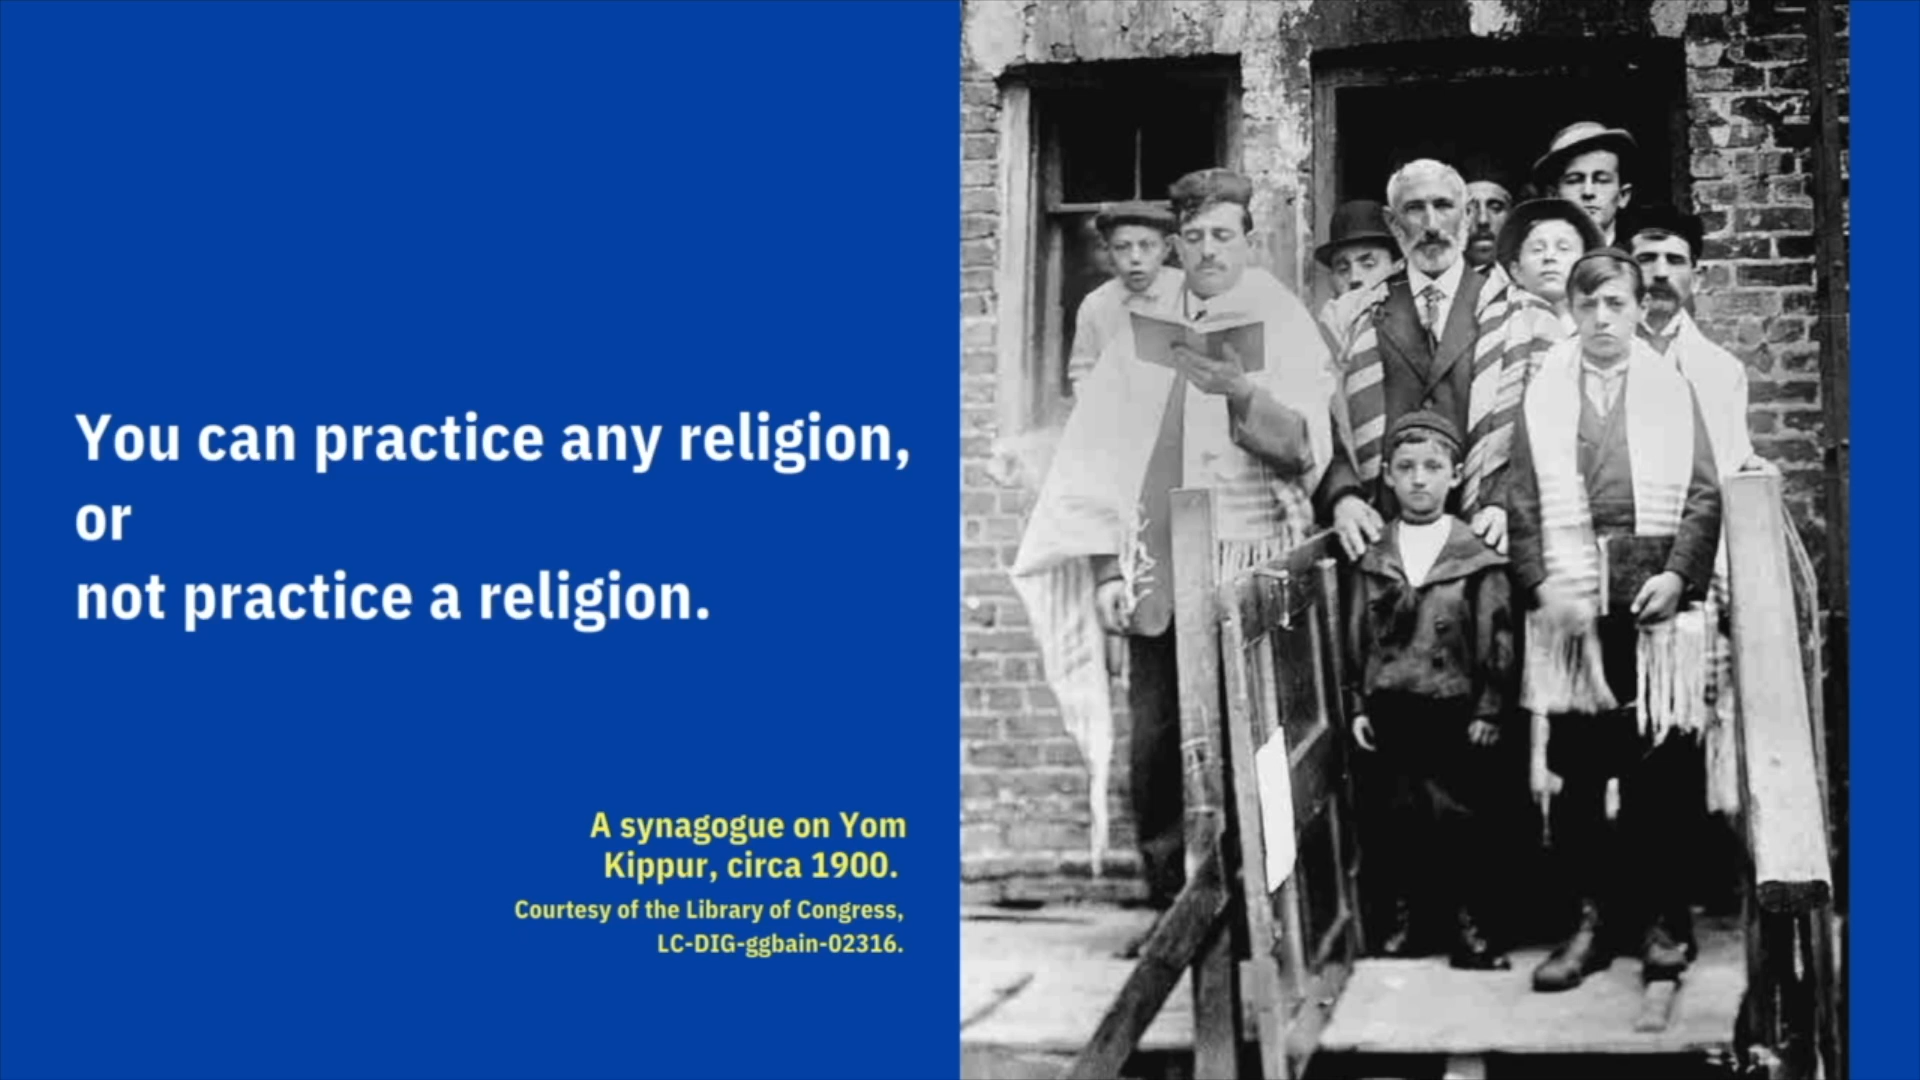 You can practice any religion,
or
not practice a religion.
A synagogue on Yom
Kippur, circa 1900.
Courtesy of the Library of Congress,
LC-DIG-ggbain-02316.